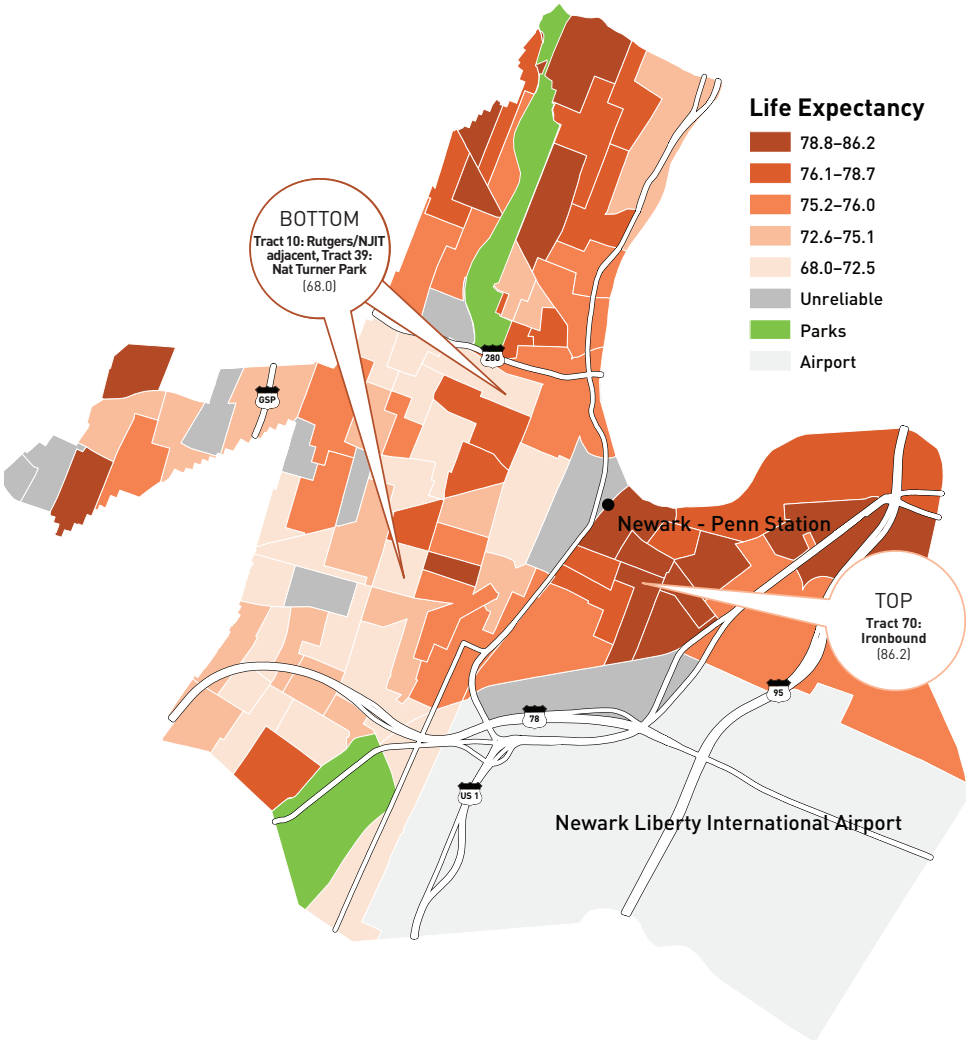 Life Expectancy
78.8–86.2
76.1–78.7
75.2–76.0
72.6–75.1
68.0–72.5
Unreliable
Parks
Airport
BOTTOM
Tract 10: Rutgers/NJIT
adjacent, Tract 39:
Nat Turner Park
(68.0)
280
GSP
Newark - Penn Station
TOP
Tract 70:
Ironbound
(86.2)
95
78
US 1
Newark Liberty International Airport